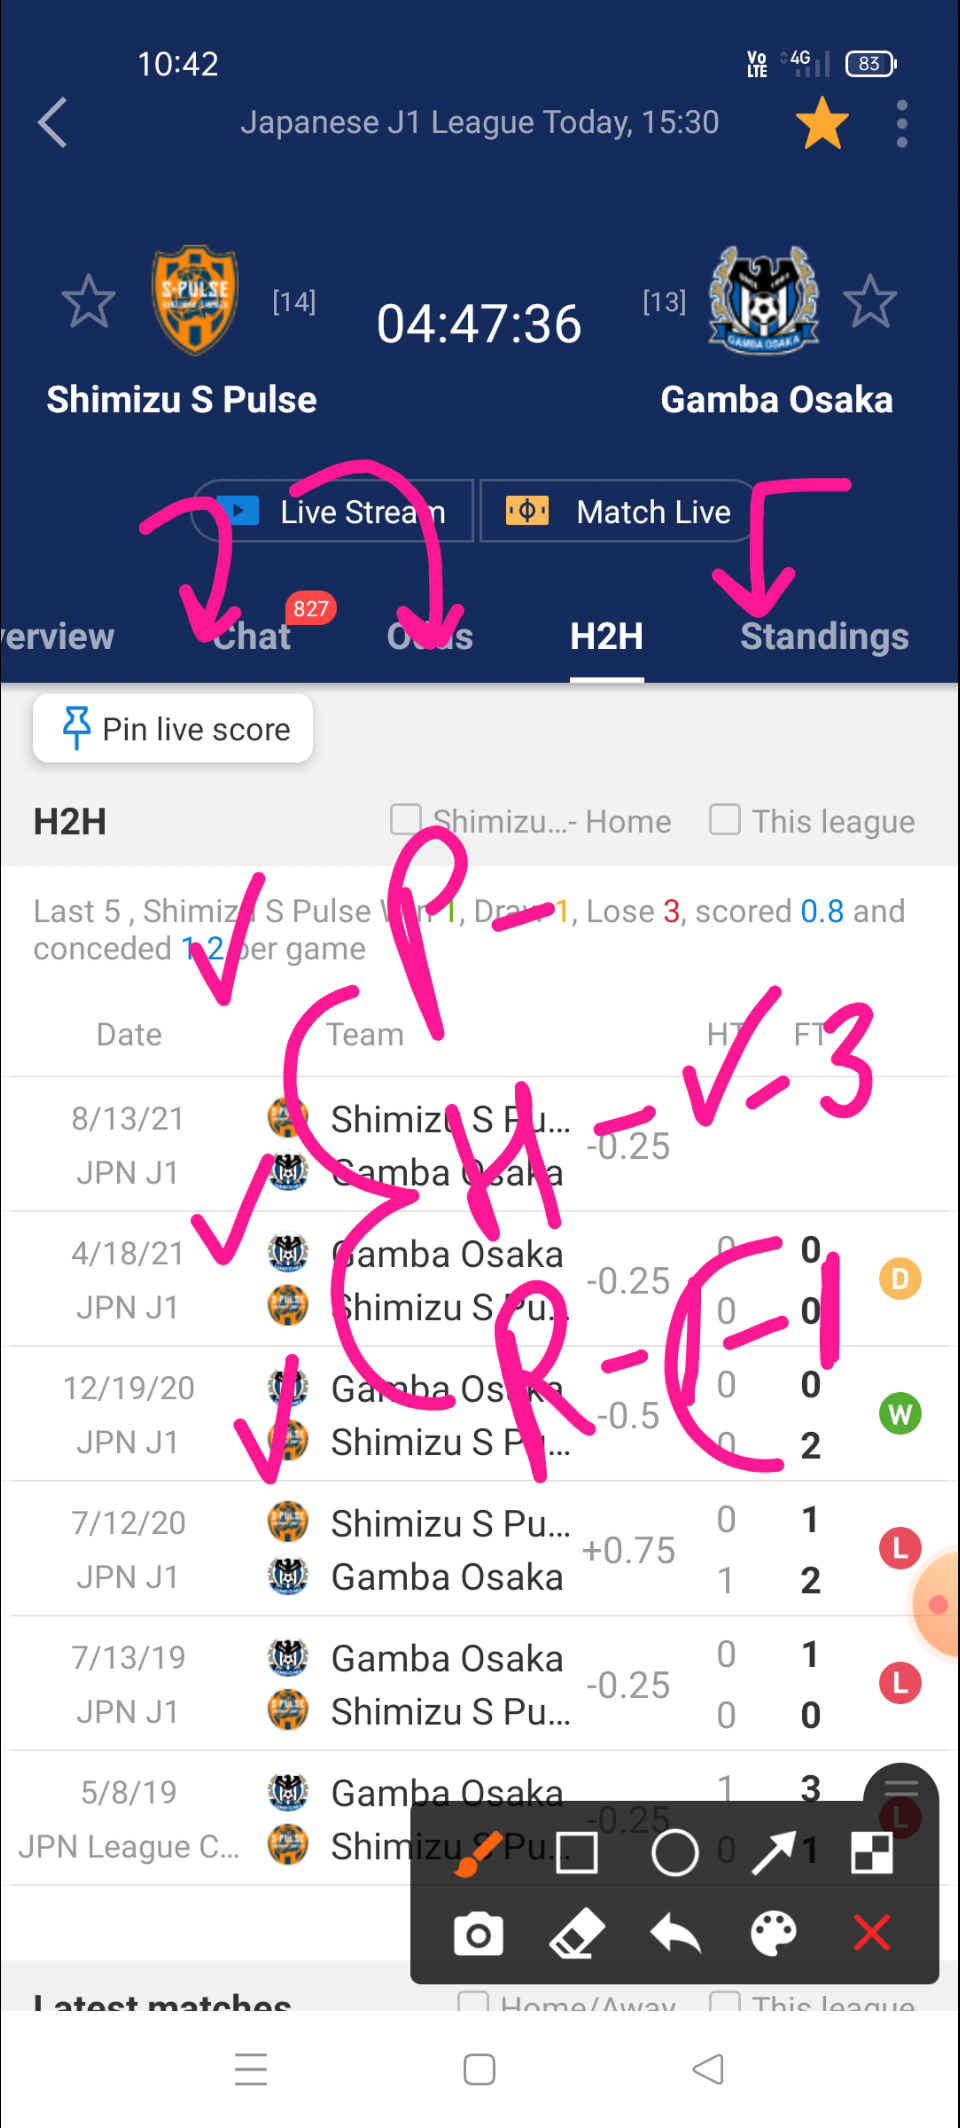 10:42 Vo LTE 4G 83
Japanese J1 League Today, 15:30
S-PULSE [14] 04:47:36 [13] GAMBA OSAKA
Shimizu S Pulse Gamba Osaka
Live Stream Match Live
verview Chat 827 Odds H2H Standings
Pin live score
H2H Shimizu...- Home This league
Last 5 , Shimizu S Pulse Win 1, Draw 1, Lose 3, scored 0.8 and
conceded 1.2 per game
P -
Date Team HT FT
H - √ - 3
8/13/21 Shimizu S Pu...
JPN J1 Gamba Osaka -0.25
4/18/21 Gamba Osaka -0.25 0 0 D
JPN J1 Shimizu S Pu... 0 0
R - 1 - 1
12/19/20 Gamba Osaka -0.5 0 0 W
JPN J1 Shimizu S Pu... 0 2
7/12/20 Shimizu S Pu... +0.75 0 1 L
JPN J1 Gamba Osaka 1 2
7/13/19 Gamba Osaka -0.25 0 1 L
JPN J1 Shimizu S Pu... 0 0
5/8/19 Gamba Osaka -0.25 1 3 L
JPN League C... Shimizu S Pu... 0 1
Latest matches Home/Away This league